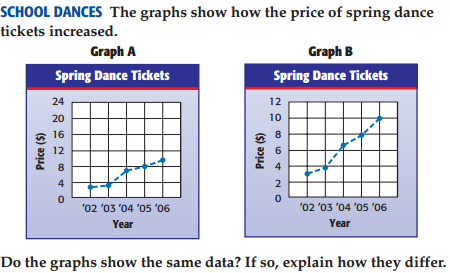 SCHOOL DANCES The graphs show how the price of spring dance
tickets increased.
Graph A
Spring Dance Tickets
Price ($)
24
20
16
12
8
4
0
'02 '03 '04 '05 '06
Year
Graph B
Spring Dance Tickets
Price ($)
12
10
8
6
4
2
0
'02 '03 '04 '05 '06
Year
Do the graphs show the same data? If so, explain how they differ.